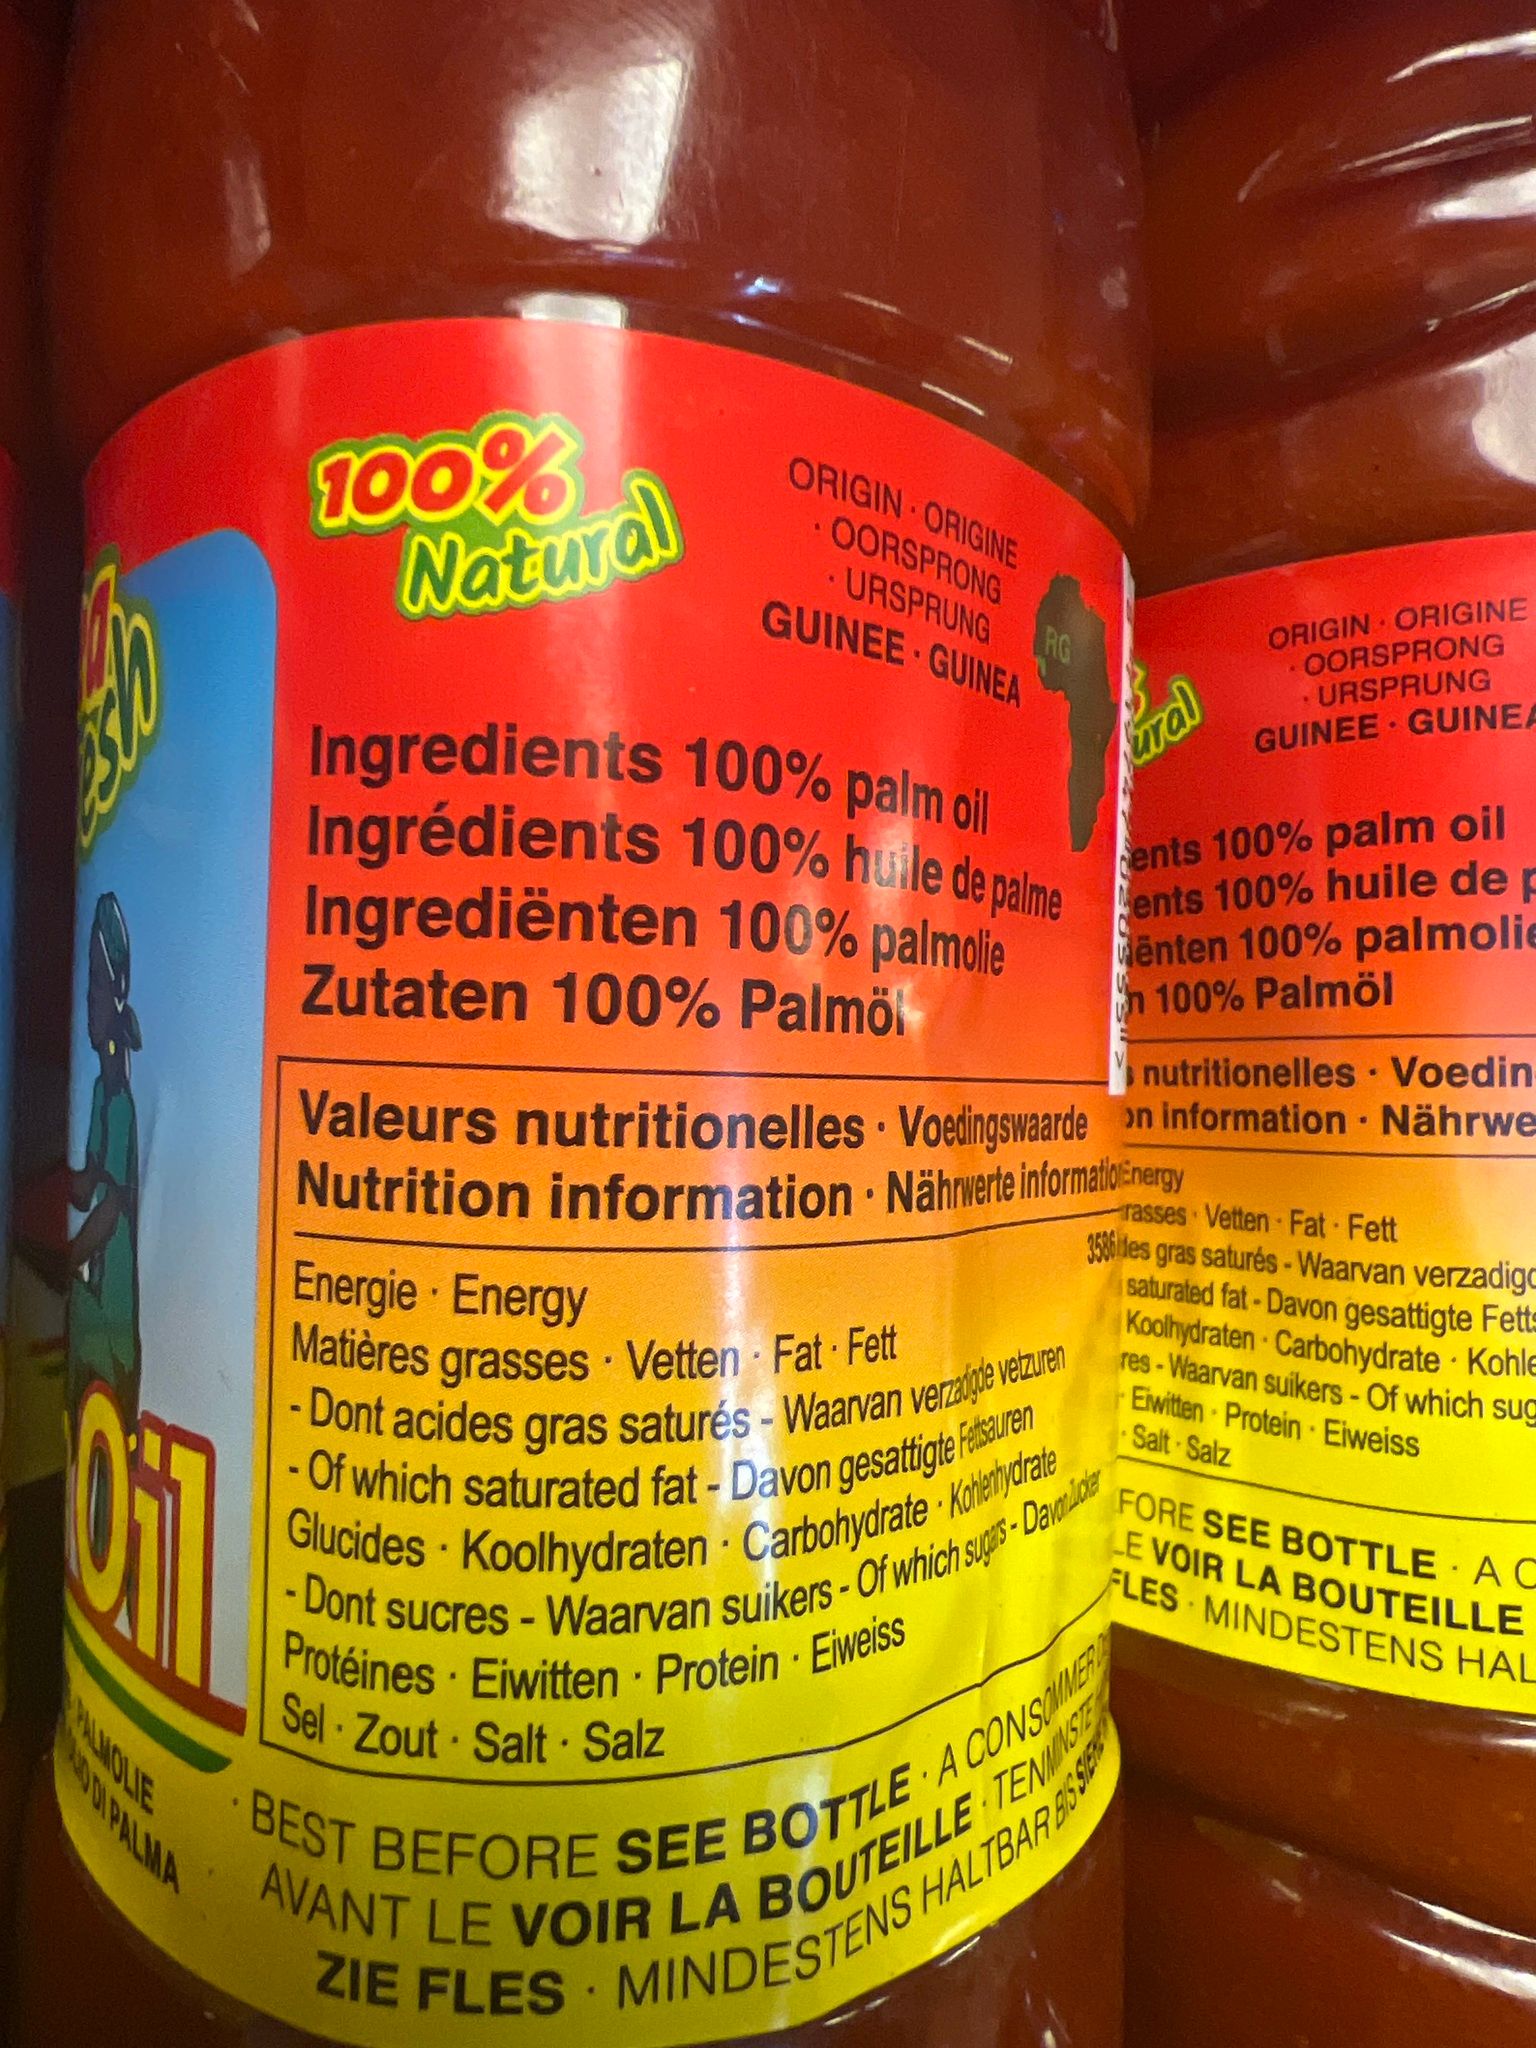 100%
Natural
ORIGIN · ORIGINE
· OORSPRONG
· URSPRUNG
GUINEE · GUINEA
RG
Ingredients 100% palm oil
Ingrédients 100% huile de palme
Ingrediënten 100% palmolie
Zutaten 100% Palmöl
Valeurs nutritionelles · Voedingswaarde
Nutrition information · Nährwerte information
3586
Energie · Energy
Matières grasses · Vetten · Fat · Fett
- Dont acides gras saturés - Waarvan verzadigde vetzuren
- Of which saturated fat - Davon gesattigte Fettsauren
Glucides · Koolhydraten · Carbohydrate · Kohlenhydrate
- Dont sucres - Waarvan suikers - Of which sugars - Davon Zucker
Protéines · Eiwitten · Protein · Eiweiss
Sel · Zout · Salt · Salz
· BEST BEFORE SEE BOTTLE · A CONSOMMER
AVANT LE VOIR LA BOUTEILLE · TENMINSTE
ZIE FLES · MINDESTENS HALTBAR BIS
Oil
PALMOLIE
DI PALMA
ORIGIN · ORIGINE
· OORSPRONG
· URSPRUNG
GUINEE · GUINEA
100% palm oil
100% huile de
100% palmolie
100% Palmöl
nutritionelles ·
information ·
Energy
Vetten · Fat · Fett
gras saturés - Waarvan
saturated fat - Davon gesattigte
Koolhydraten · Carbohydrate ·
- Waarvan suikers - Of which
· Eiwitten · Protein · Eiweiss
· Salt · Salz
SEE BOTTLE · A
VOIR LA BOUTEILLE
FLES · MINDESTENS